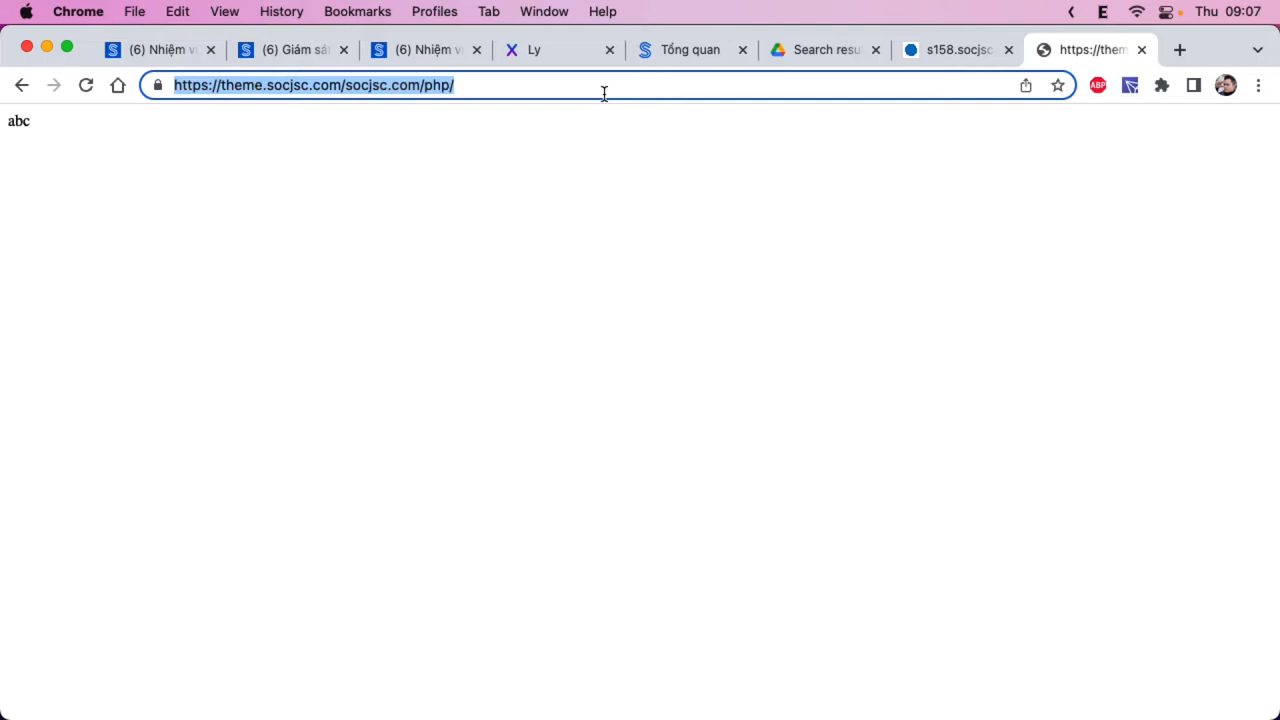 Chrome File Edit View History Bookmarks Profiles Tab Window Help E Thu 09:07
(6) Nhiệm v (6) Giám sát (6) Nhiệm v Ly Tổng quan Search resu s158.socjsc. https://them
https://theme.socjsc.com/socjsc.com/php/ ABP
abc